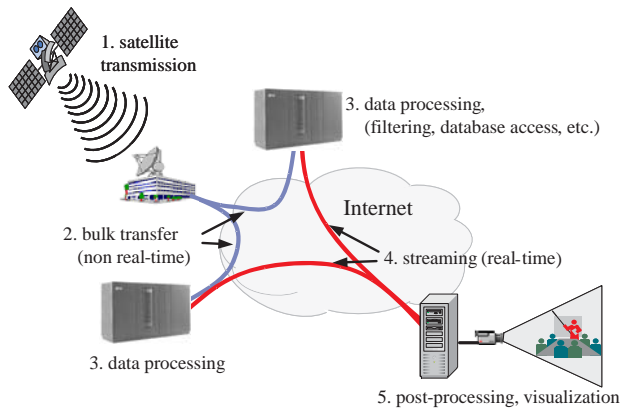 1. satellite
transmission
3. data processing,
(filtering, database access, etc.)
Internet
2. bulk transfer
(non real-time)
4. streaming (real-time)
3. data processing
5. post-processing, visualization